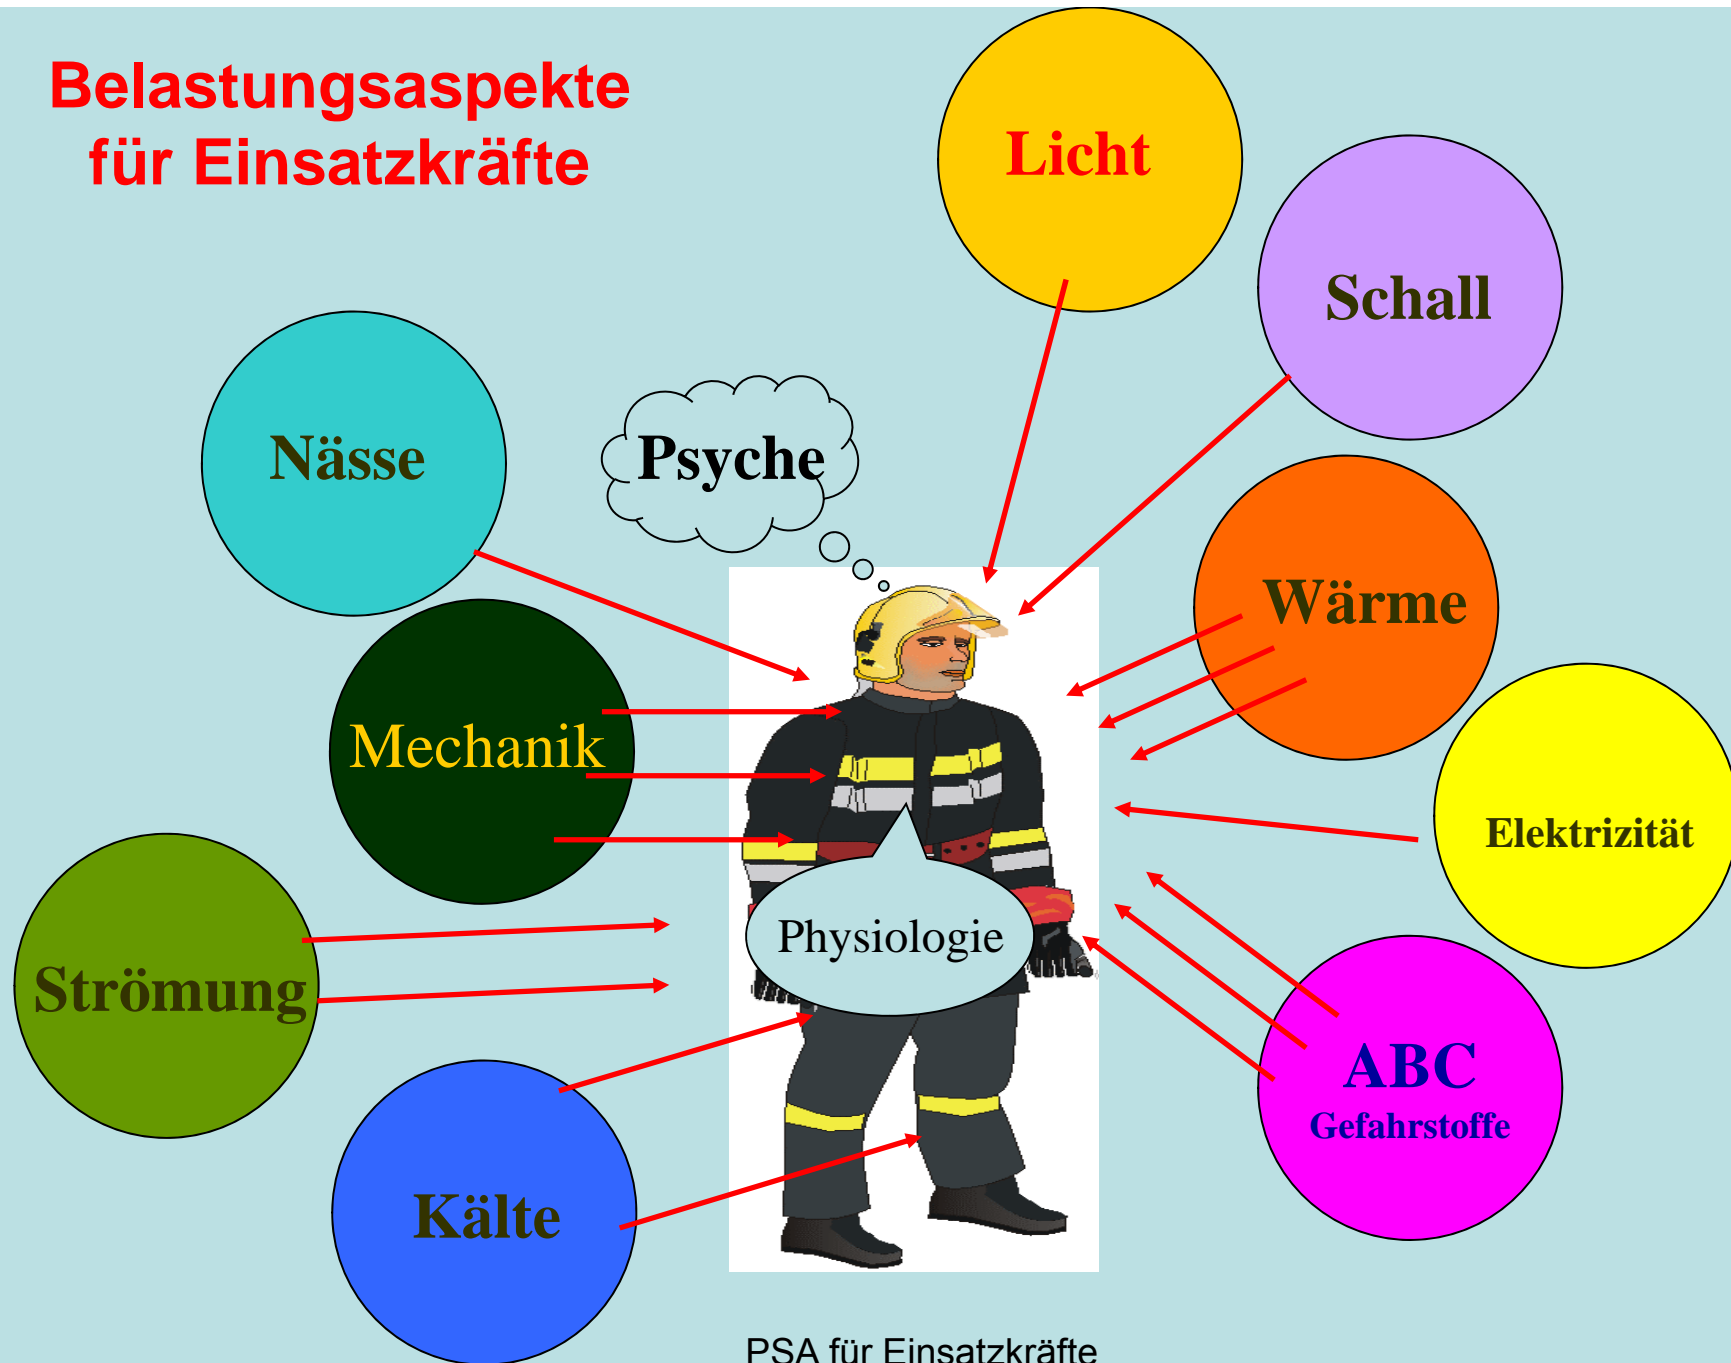 Belastungsaspekte
für Einsatzkräfte
Licht
Schall
Nässe
Psyche
Wärme
Mechanik
Elektrizität
Physiologie
Strömung
ABC
Gefahrstoffe
Kälte
PSA für Einsatzkräfte